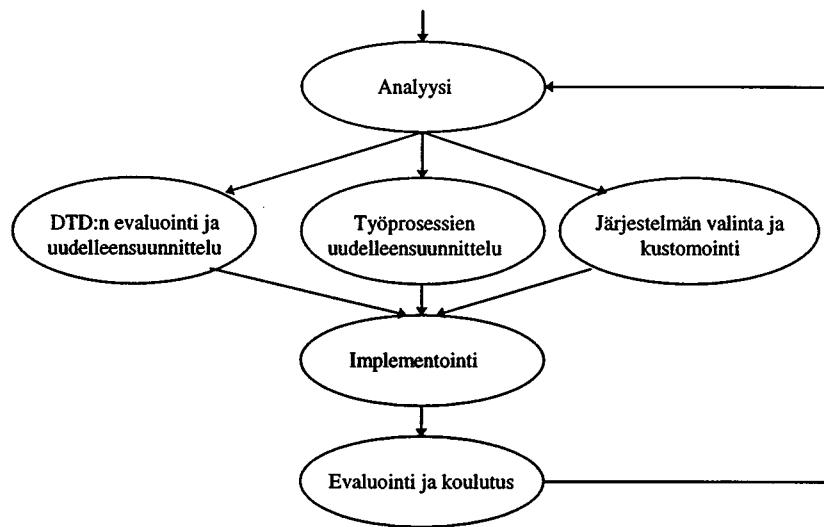 Analyysi
DTD:n evaluointi ja
uudelleensuunnittelu
Työprosessien
uudelleensuunnittelu
Järjestelmän valinta ja
kustomointi
Implementointi
Evaluointi ja koulutus